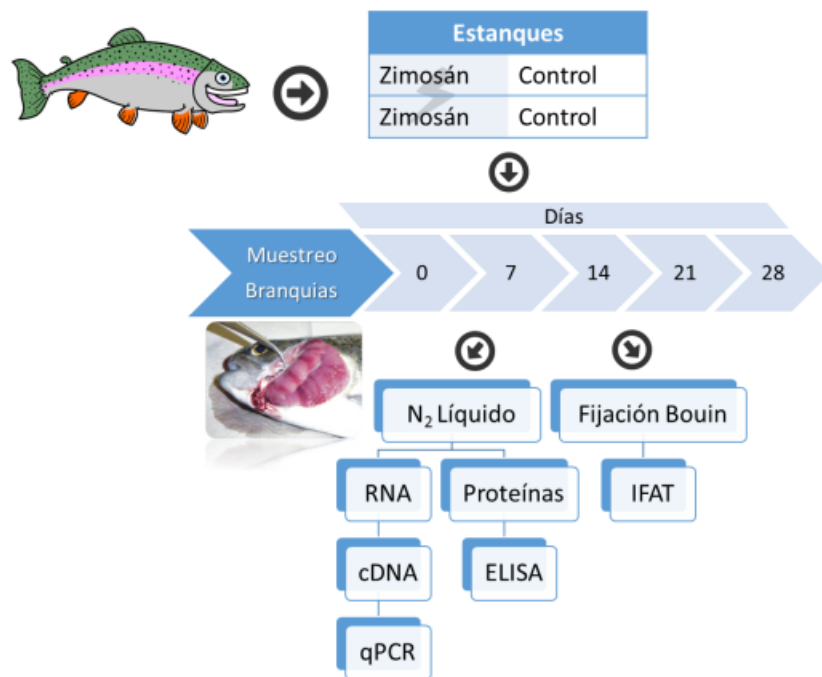 Estanques
Zimosán Control
Zimosán Control
Días
Muestreo
Branquias
0 7 14 21 28
N₂ Líquido Fijación Bouin
RNA Proteínas IFAT
cDNA ELISA
qPCR